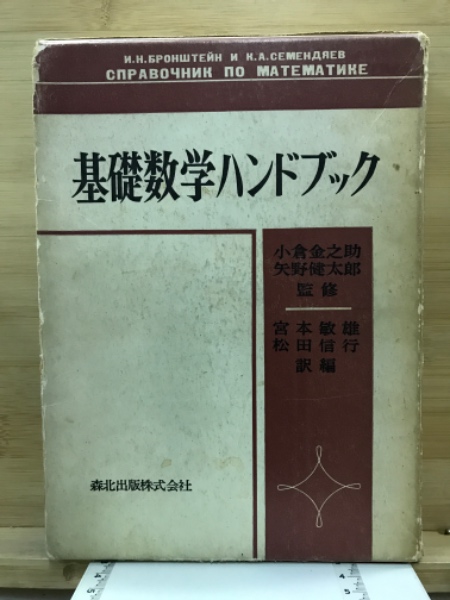 И.Н.БРОНШТЕЙН И К.А.СЕМЕНДЯЕВ
СПРАВОЧНИК ПО МАТЕМАТИКЕ
基礎数学ハンドブック
小倉金之助
矢野健太郎
監修
宮本敏雄
松田信行
訳編
森北出版株式会社